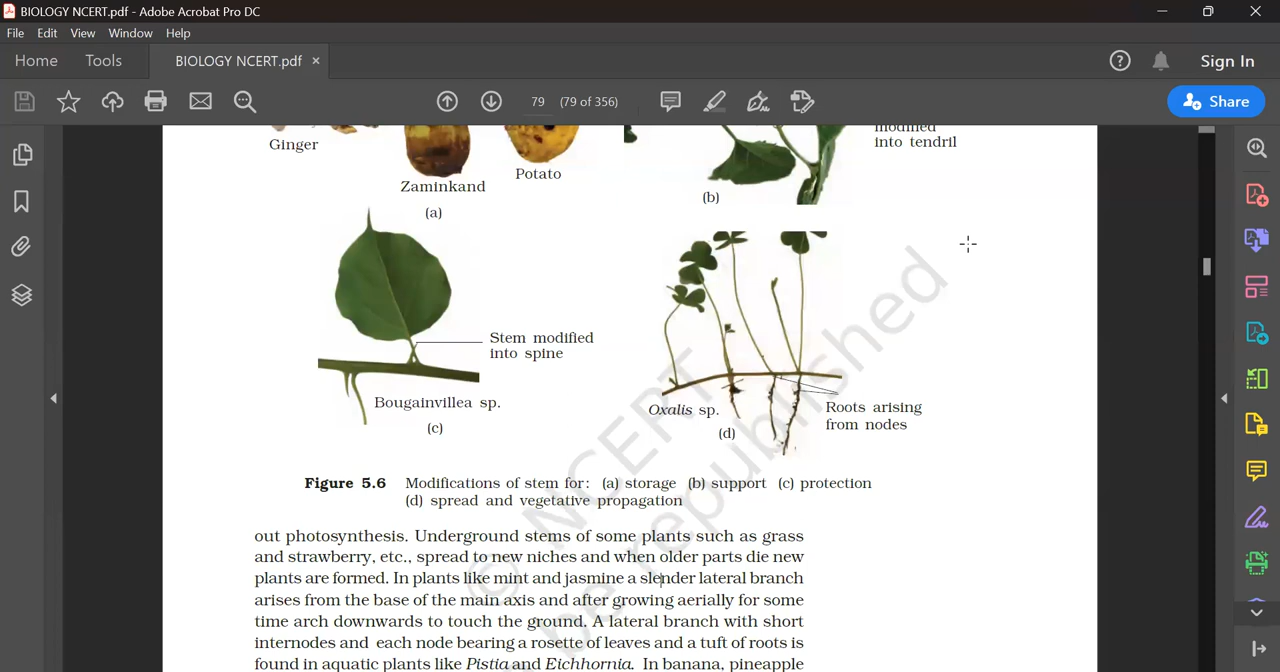 BIOLOGY NCERT.pdf - Adobe Acrobat Pro DC
File Edit View Window Help
Home Tools BIOLOGY NCERT.pdf × Sign In
79 (79 of 356) Share
modified
into tendril
Ginger
Zaminkand
Potato
(a)
(b)
Stem modified
into spine
Bougainvillea sp.
(c)
Oxalis sp.
(d)
Roots arising
from nodes
Figure 5.6 Modifications of stem for: (a) storage (b) support (c) protection
(d) spread and vegetative propagation
out photosynthesis. Underground stems of some plants such as grass
and strawberry, etc., spread to new niches and when older parts die new
plants are formed. In plants like mint and jasmine a slender lateral branch
arises from the base of the main axis and after growing aerially for some
time arch downwards to touch the ground. A lateral branch with short
internodes and each node bearing a rosette of leaves and a tuft of roots is
found in aquatic plants like Pistia and Eichhornia. In banana, pineapple
© NCERT
be republished